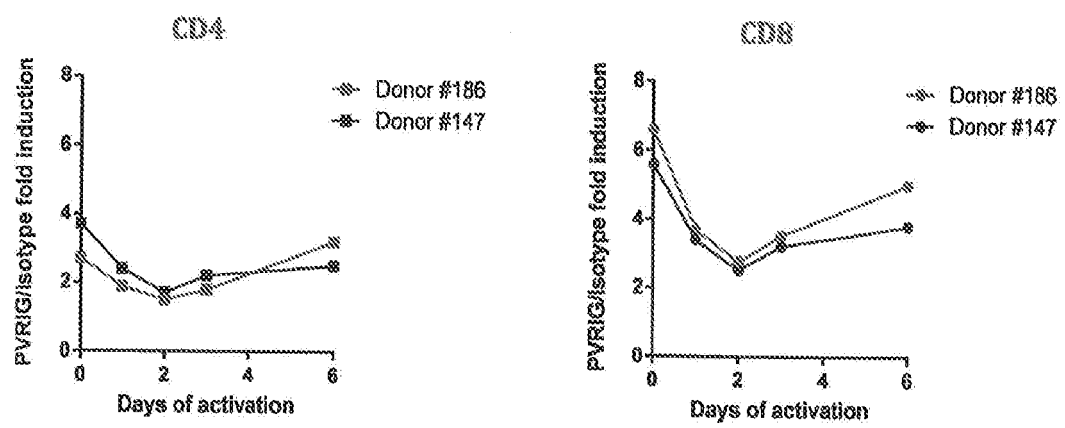 CD4
PVRIG/isotype fold induction
8
6
4
2
0
0 2 4 6
Days of activation
Donor #186
Donor #147
CD8
PVRIG/isotype fold induction
8
6
4
2
0
0 2 4 6
Days of activation
Donor #186
Donor #147